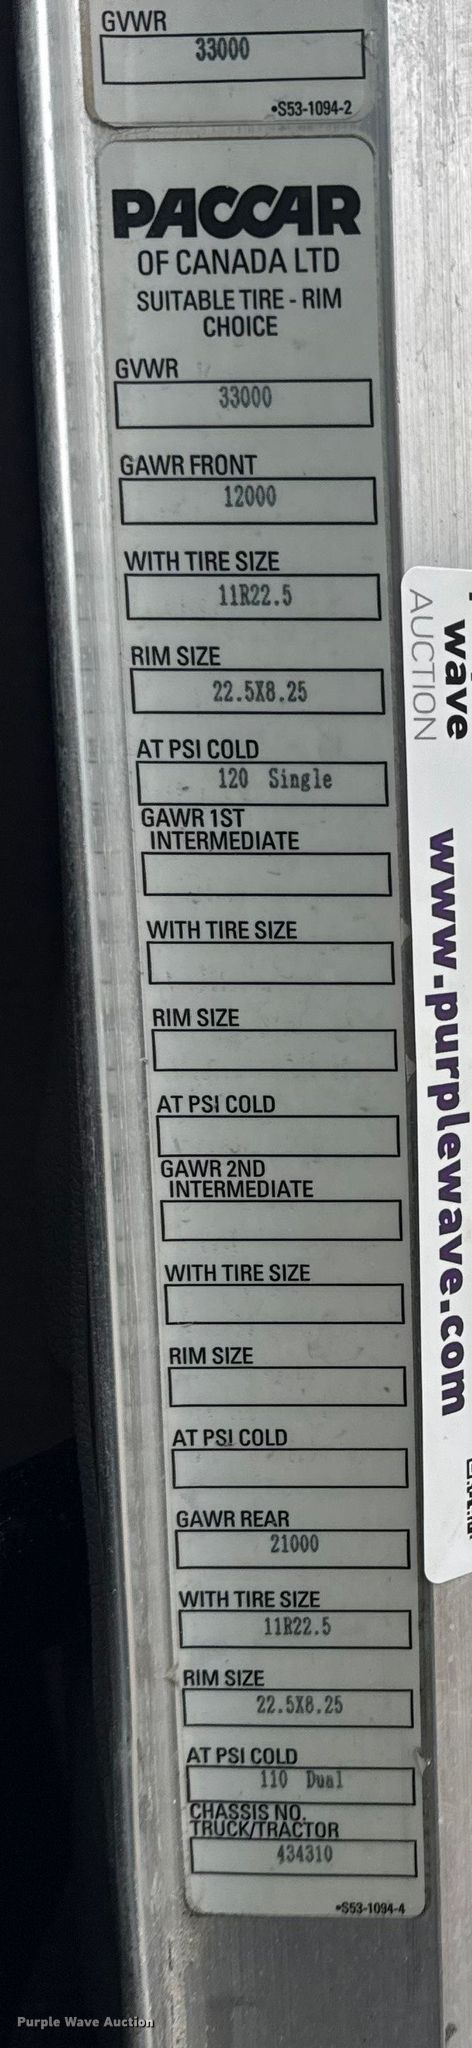 GVWR
33000
•S53-1094-2
PACCAR
OF CANADA LTD
SUITABLE TIRE - RIM
CHOICE
GVWR
33000
GAWR FRONT
12000
WITH TIRE SIZE
11R22.5
RIM SIZE
22.5X8.25
AT PSI COLD
120 Single
GAWR 1ST
INTERMEDIATE
WITH TIRE SIZE
RIM SIZE
AT PSI COLD
GAWR 2ND
INTERMEDIATE
WITH TIRE SIZE
RIM SIZE
AT PSI COLD
GAWR REAR
21000
WITH TIRE SIZE
11R22.5
RIM SIZE
22.5X8.25
AT PSI COLD
110 Dual
CHASSIS NO.
TRUCK/TRACTOR
434310
•S53-1094-4
wave
AUCTION
www.purplewave.com
Purple Wave Auction